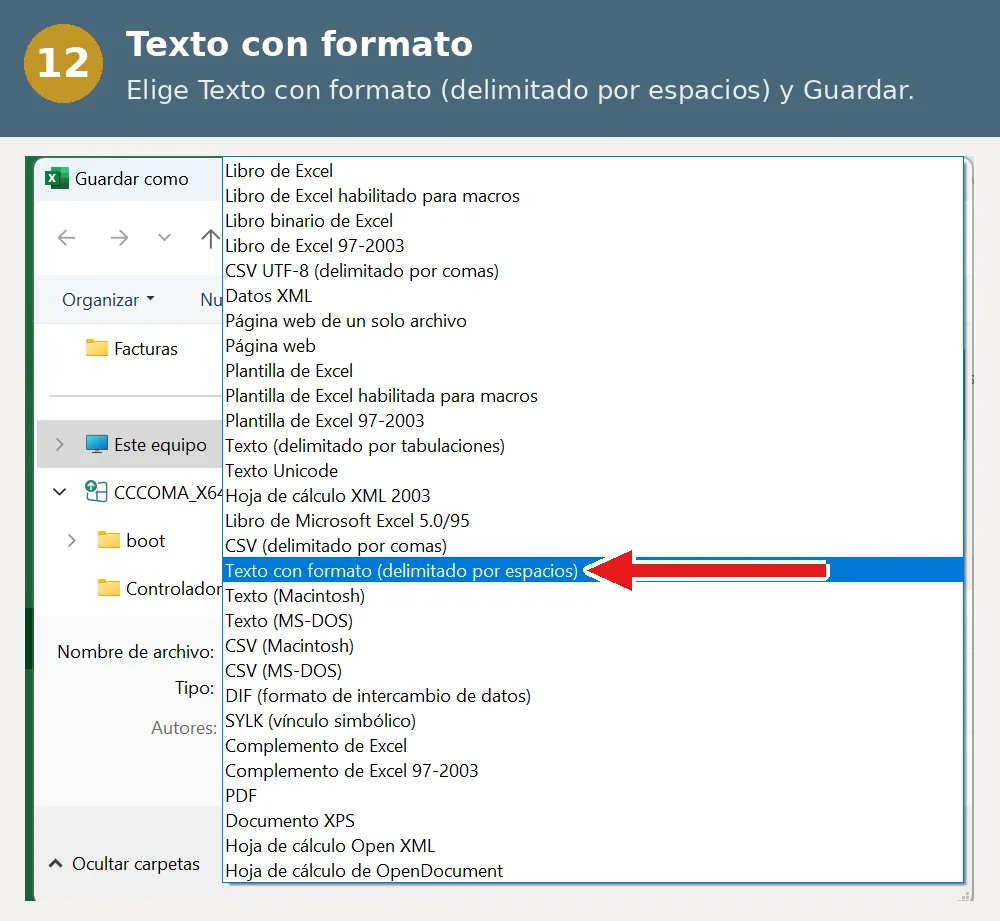 12
Texto con formato
Elige Texto con formato (delimitado por espacios) y Guardar.
Guardar como
Organizar
Nu
Facturas
Este equipo
CCCOMA_X64
boot
Controlador
Nombre de archivo:
Tipo:
Autores:
Ocultar carpetas
Libro de Excel
Libro de Excel habilitado para macros
Libro binario de Excel
Libro de Excel 97-2003
CSV UTF-8 (delimitado por comas)
Datos XML
Página web de un solo archivo
Página web
Plantilla de Excel
Plantilla de Excel habilitada para macros
Plantilla de Excel 97-2003
Texto (delimitado por tabulaciones)
Texto Unicode
Hoja de cálculo XML 2003
Libro de Microsoft Excel 5.0/95
CSV (delimitado por comas)
Texto con formato (delimitado por espacios)
Texto (Macintosh)
Texto (MS-DOS)
CSV (Macintosh)
CSV (MS-DOS)
DIF (formato de intercambio de datos)
SYLK (vínculo simbólico)
Complemento de Excel
Complemento de Excel 97-2003
PDF
Documento XPS
Hoja de cálculo Open XML
Hoja de cálculo de OpenDocument